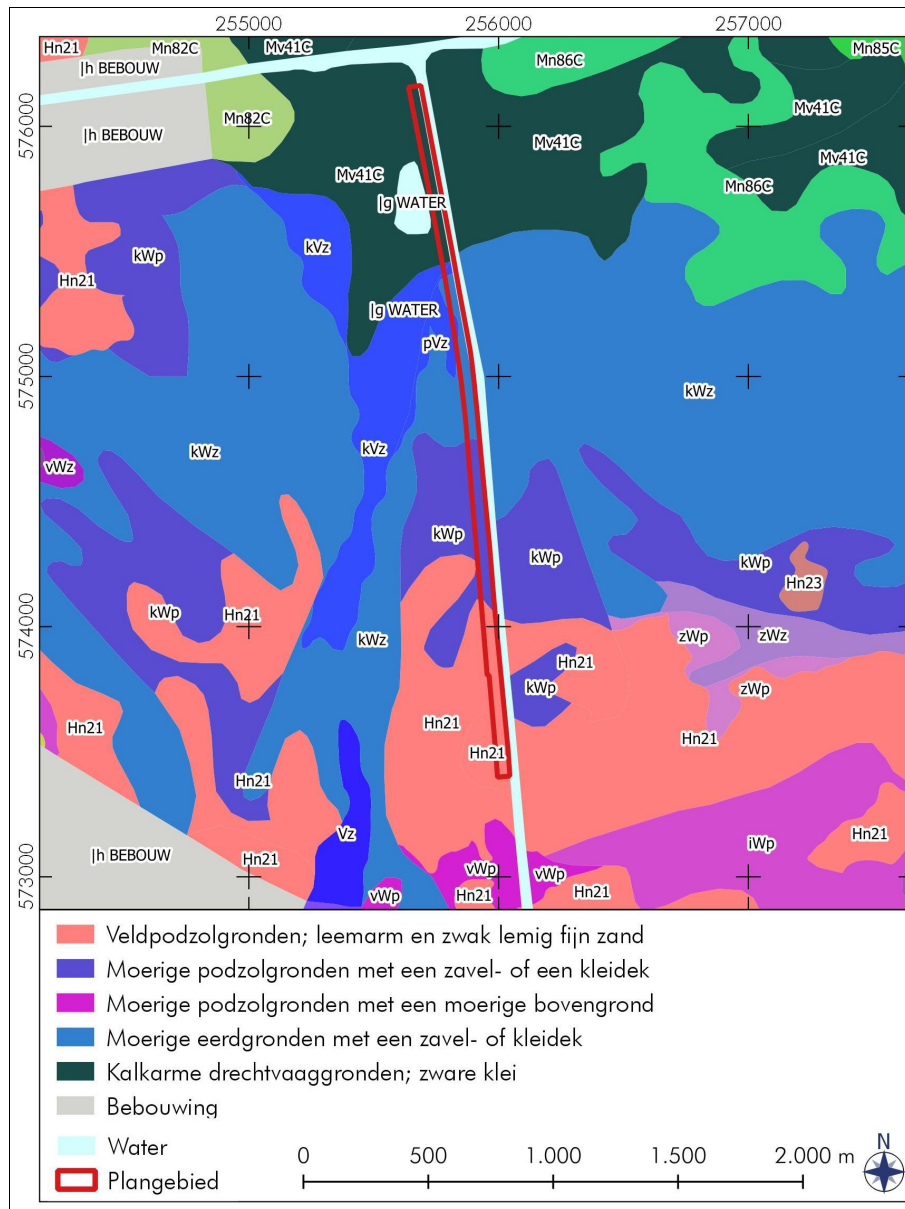 255000 256000 257000
Hn21 Mn82C Mv41C Mn85C
|h BEBOUW Mn86C
576000
Mn82C Mv41C
|h BEBOUW Mv41C
Mv41C Mn86C
|g WATER
kWp kVz
Hn21
|g WATER
pVz
575000
kWz
kWz kVz
vWz
kWp kWp kWp
Hn23
kWp Hn21
574000
kWz zWp zWz
Hn21
kWp zWp
Hn21 Hn21 Hn21
Hn21
Hn21
Vz
|h BEBOUW Hn21 iWp Hn21
573000
vWp vWp
vWp Hn21 Hn21
Veldpodzolgronden; leemarm en zwak lemig fijn zand
Moerige podzolgronden met een zavel- of een kleidek
Moerige podzolgronden met een moerige bovengrond
Moerige eerdgronden met een zavel- of kleidek
Kalkarme drechtvaaggronden; zware klei
Bebouwing
Water
Plangebied
0 500 1.000 1.500 2.000 m
N